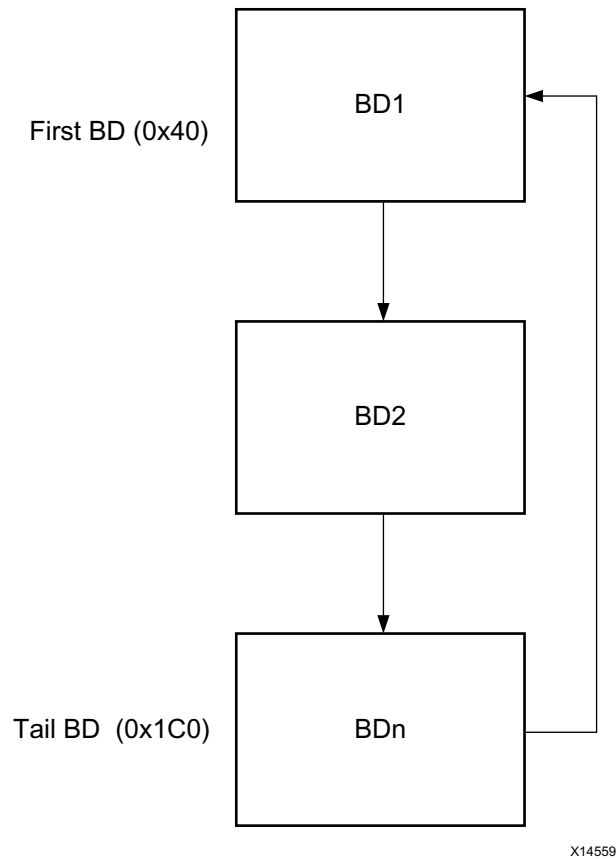 BD1
First BD (0x40)
BD2
Tail BD (0x1C0)
BDn
X14559